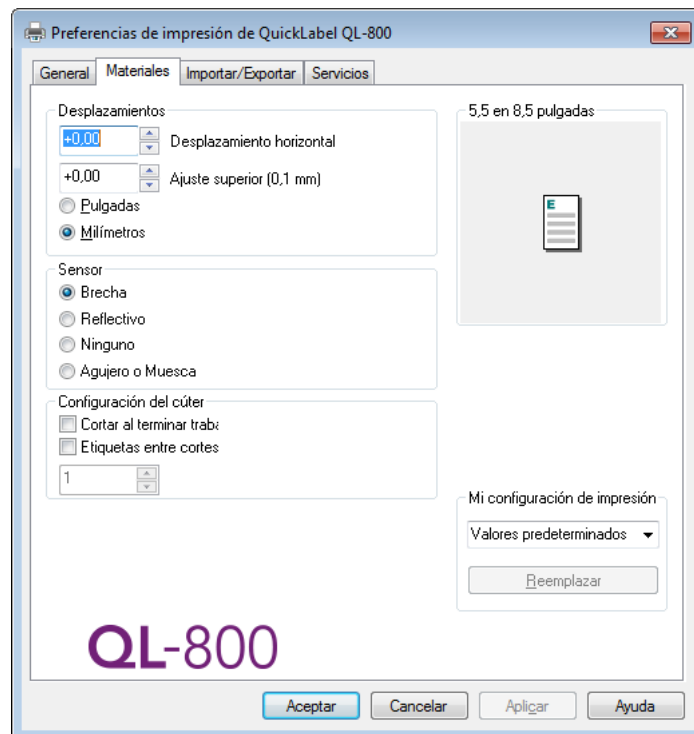 Preferencias de impresión de QuickLabel QL-800
General Materiales Importar/Exportar Servicios
Desplazamientos
+0,00 Desplazamiento horizontal
+0,00 Ajuste superior (0,1 mm)
Pulgadas
Milímetros
Sensor
Brecha
Reflectivo
Ninguno
Agujero o Muesca
Configuración del cúter
Cortar al terminar traba
Etiquetas entre cortes
1
5,5 en 8,5 pulgadas
E
Mi configuración de impresión
Valores predeterminados
Reemplazar
QL-800
Aceptar Cancelar Aplicar Ayuda